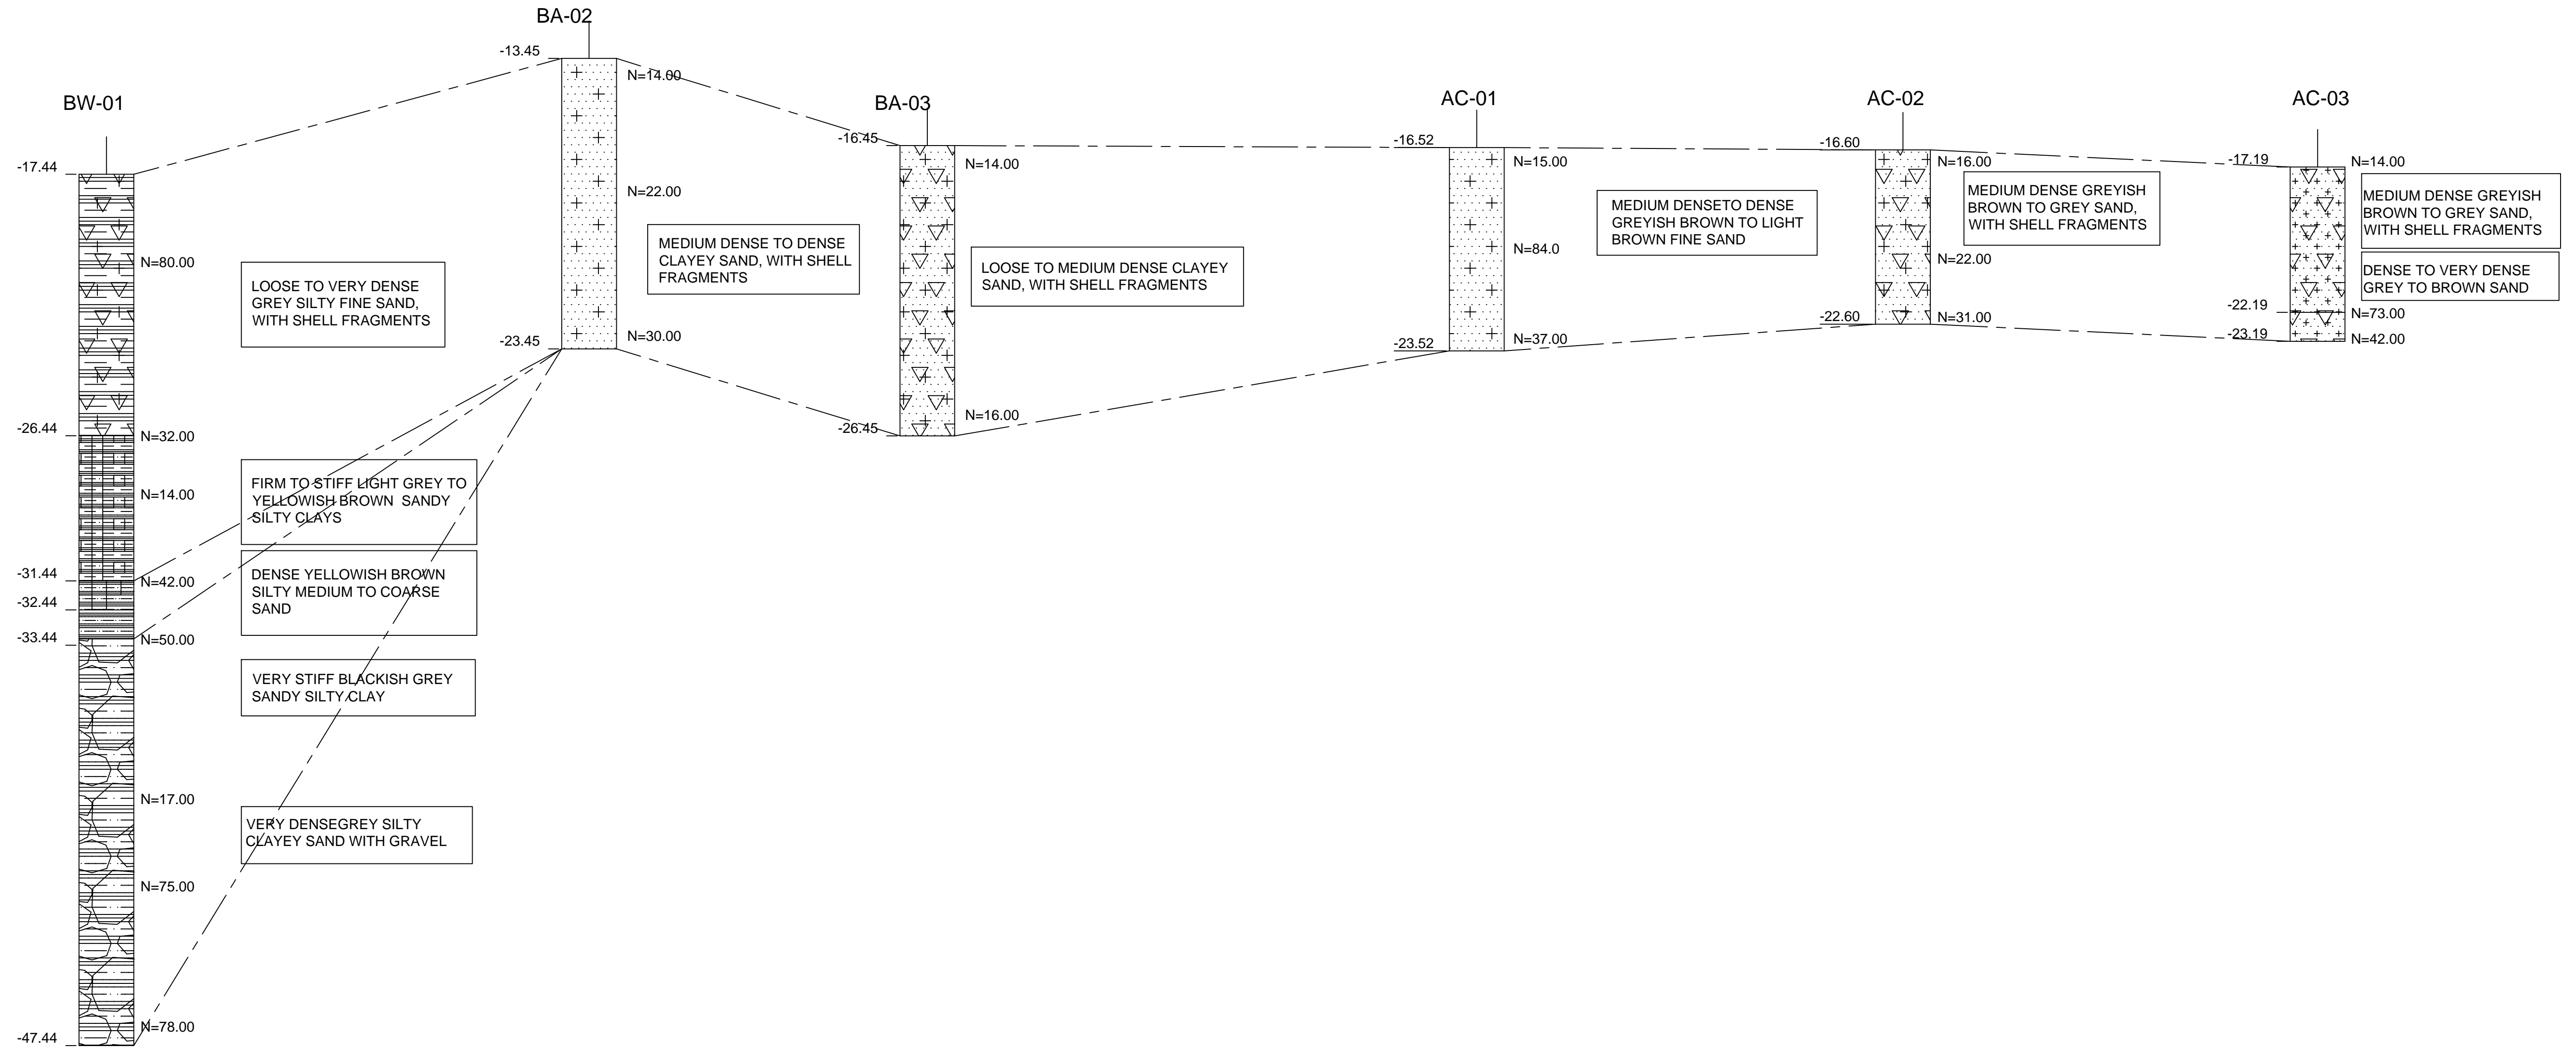 BW-01
-17.44
N=80.00
-26.44
N=32.00
N=14.00
-31.44
N=42.00
-32.44
-33.44
N=50.00
N=17.00
N=75.00
N=78.00
-47.44
LOOSE TO VERY DENSE
GREY SILTY FINE SAND,
WITH SHELL FRAGMENTS
FIRM TO STIFF LIGHT GREY TO
YELLOWISH BROWN  SANDY
SILTY CLAYS
DENSE YELLOWISH BROWN
SILTY MEDIUM TO COARSE
SAND
VERY STIFF BLACKISH GREY
SANDY SILTY CLAY
VERY DENSEGREY SILTY
CLAYEY SAND WITH GRAVEL
BA-02
-13.45
N=14.00
N=22.00
N=30.00
-23.45
MEDIUM DENSE TO DENSE
CLAYEY SAND, WITH SHELL
FRAGMENTS
BA-03
-16.45
N=14.00
N=16.00
-26.45
LOOSE TO MEDIUM DENSE CLAYEY
SAND, WITH SHELL FRAGMENTS
AC-01
-16.52
N=15.00
N=84.0
N=37.00
-23.52
MEDIUM DENSETO DENSE
GREYISH BROWN TO LIGHT
BROWN FINE SAND
AC-02
-16.60
N=16.00
N=22.00
-22.60
N=31.00
MEDIUM DENSE GREYISH
BROWN TO GREY SAND,
WITH SHELL FRAGMENTS
AC-03
-17.19
N=14.00
MEDIUM DENSE GREYISH
BROWN TO GREY SAND,
WITH SHELL FRAGMENTS
DENSE TO VERY DENSE
GREY TO BROWN SAND
-22.19
N=73.00
-23.19
N=42.00